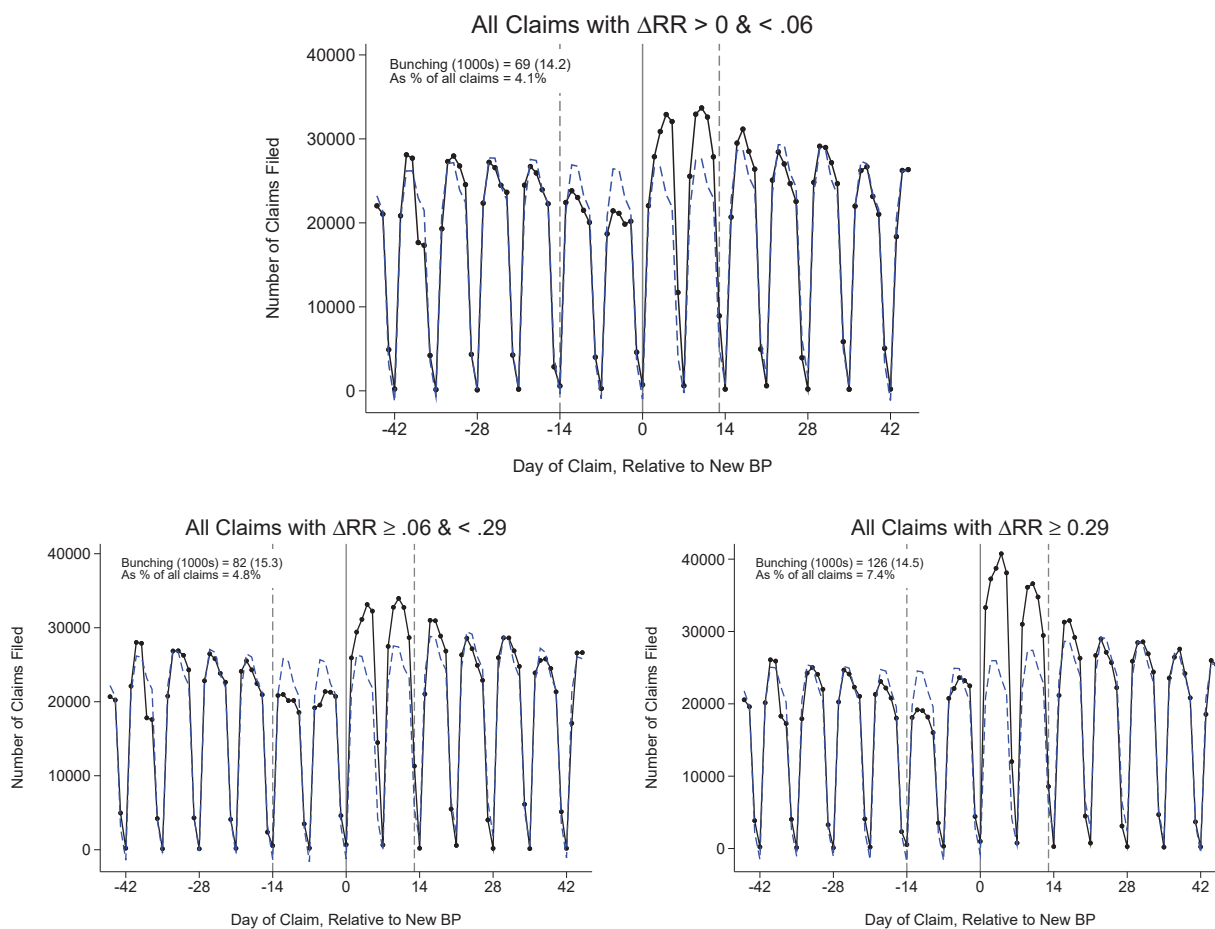 All Claims with ΔRR > 0 & < .06
Bunching (1000s) = 69 (14.2)
As % of all claims = 4.1%
40000
30000
20000
10000
0
Number of Claims Filed
-42 -28 -14 0 14 28 42
Day of Claim, Relative to New BP
All Claims with ΔRR ≥ .06 & < .29
Bunching (1000s) = 82 (15.3)
As % of all claims = 4.8%
40000
30000
20000
10000
0
Number of Claims Filed
-42 -28 -14 0 14 28 42
Day of Claim, Relative to New BP
All Claims with ΔRR ≥ 0.29
Bunching (1000s) = 126 (14.5)
As % of all claims = 7.4%
40000
30000
20000
10000
0
Number of Claims Filed
-42 -28 -14 0 14 28 42
Day of Claim, Relative to New BP